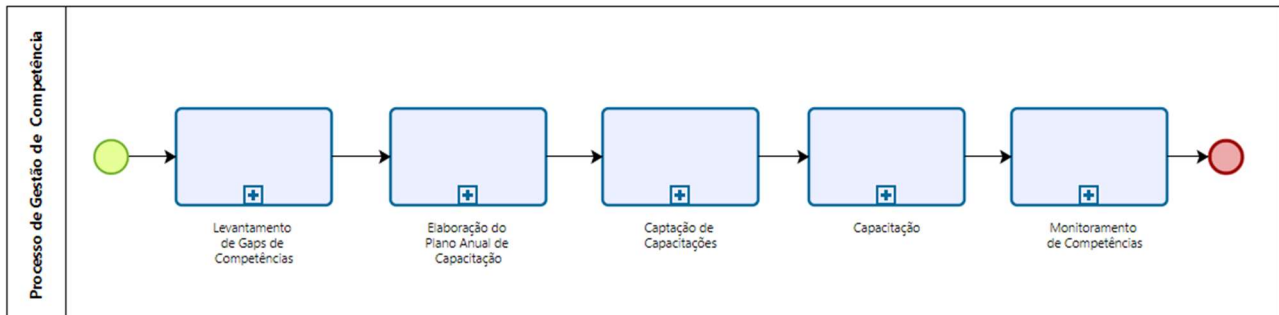 Processo de Gestão de Competência
Levantamento
de Gaps de
Competências
Elaboração do
Plano Anual de
Capacitação
Captação de
Capacitações
Capacitação
Monitoramento
de Competências